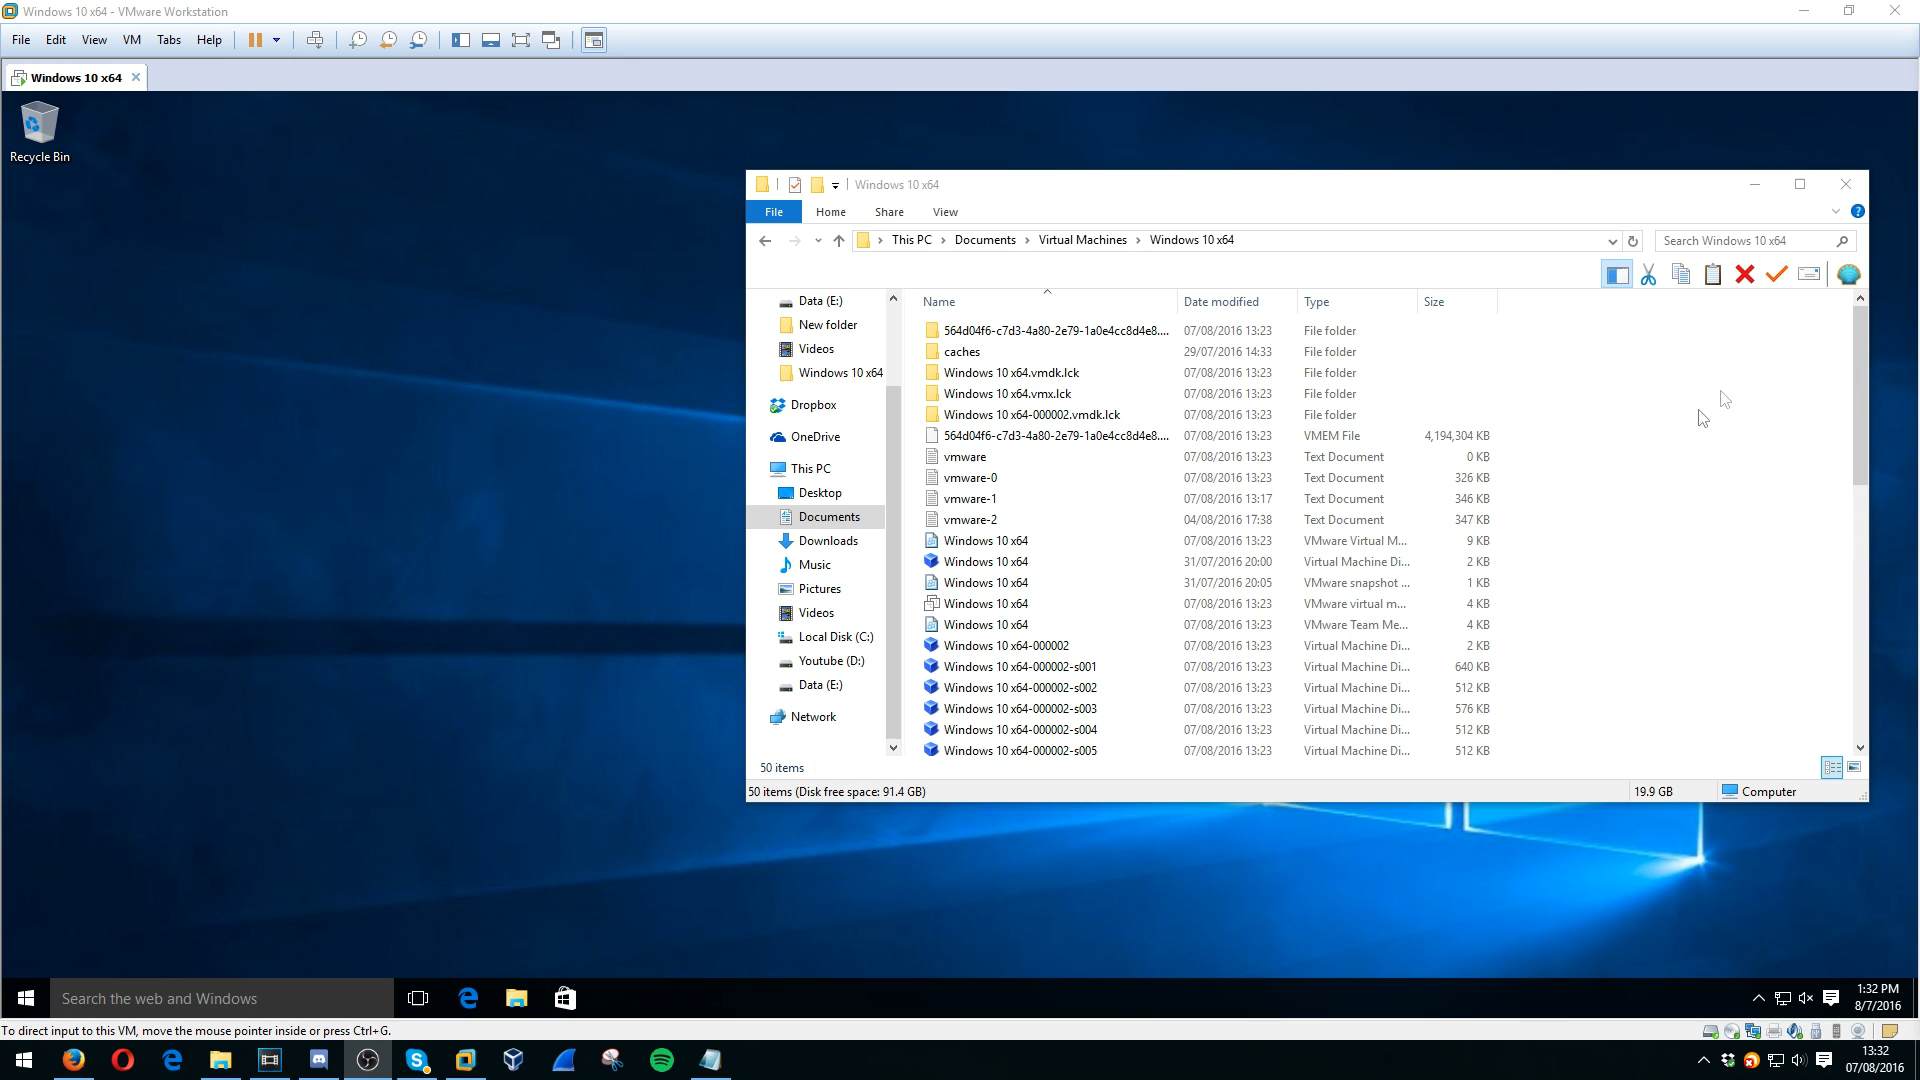 Windows 10 x64 - VMware Workstation
File Edit View VM Tabs Help
Windows 10 x64
Recycle Bin
Windows 10 x64
File Home Share View
This PC Documents Virtual Machines Windows 10 x64
Search Windows 10 x64
Name Date modified Type Size
Data (E:)
New folder
Videos
Windows 10 x64
Dropbox
OneDrive
This PC
Desktop
Documents
Downloads
Music
Pictures
Videos
Local Disk (C:)
Youtube (D:)
Data (E:)
Network
564d04f6-c7d3-4a80-2e79-1a0e4cc8d4e8.... 07/08/2016 13:23 File folder
caches 29/07/2016 14:33 File folder
Windows 10 x64.vmdk.lck 07/08/2016 13:23 File folder
Windows 10 x64.vmx.lck 07/08/2016 13:23 File folder
Windows 10 x64-000002.vmdk.lck 07/08/2016 13:23 File folder
564d04f6-c7d3-4a80-2e79-1a0e4cc8d4e8.... 07/08/2016 13:23 VMEM File 4,194,304 KB
vmware 07/08/2016 13:23 Text Document 0 KB
vmware-0 07/08/2016 13:23 Text Document 326 KB
vmware-1 07/08/2016 13:17 Text Document 346 KB
vmware-2 04/08/2016 17:38 Text Document 347 KB
Windows 10 x64 07/08/2016 13:23 VMware Virtual M... 9 KB
Windows 10 x64 31/07/2016 20:00 Virtual Machine Di... 2 KB
Windows 10 x64 31/07/2016 20:05 VMware snapshot ... 1 KB
Windows 10 x64 07/08/2016 13:23 VMware virtual m... 4 KB
Windows 10 x64 07/08/2016 13:23 VMware Team Me... 4 KB
Windows 10 x64-000002 07/08/2016 13:23 Virtual Machine Di... 2 KB
Windows 10 x64-000002-s001 07/08/2016 13:23 Virtual Machine Di... 640 KB
Windows 10 x64-000002-s002 07/08/2016 13:23 Virtual Machine Di... 512 KB
Windows 10 x64-000002-s003 07/08/2016 13:23 Virtual Machine Di... 576 KB
Windows 10 x64-000002-s004 07/08/2016 13:23 Virtual Machine Di... 512 KB
Windows 10 x64-000002-s005 07/08/2016 13:23 Virtual Machine Di... 512 KB
50 items
50 items (Disk free space: 91.4 GB) 19.9 GB Computer
Search the web and Windows
1:32 PM
8/7/2016
To direct input to this VM, move the mouse pointer inside or press Ctrl+G.
13:32
07/08/2016